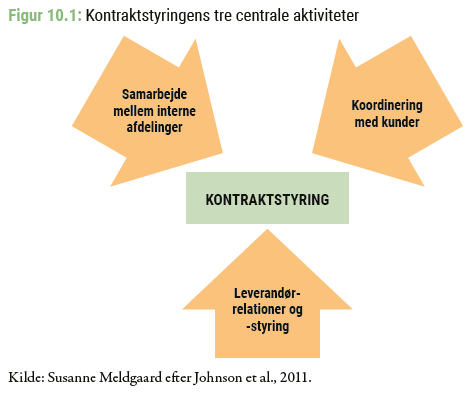 Figur 10.1: Kontraktstyringens tre centrale aktiviteter
Samarbejde
mellem interne
afdelinger
Koordinering
med kunder
KONTRAKTSTYRING
Leverandør-
relationer og
-styring
Kilde: Susanne Meldgaard efter Johnson et al., 2011.